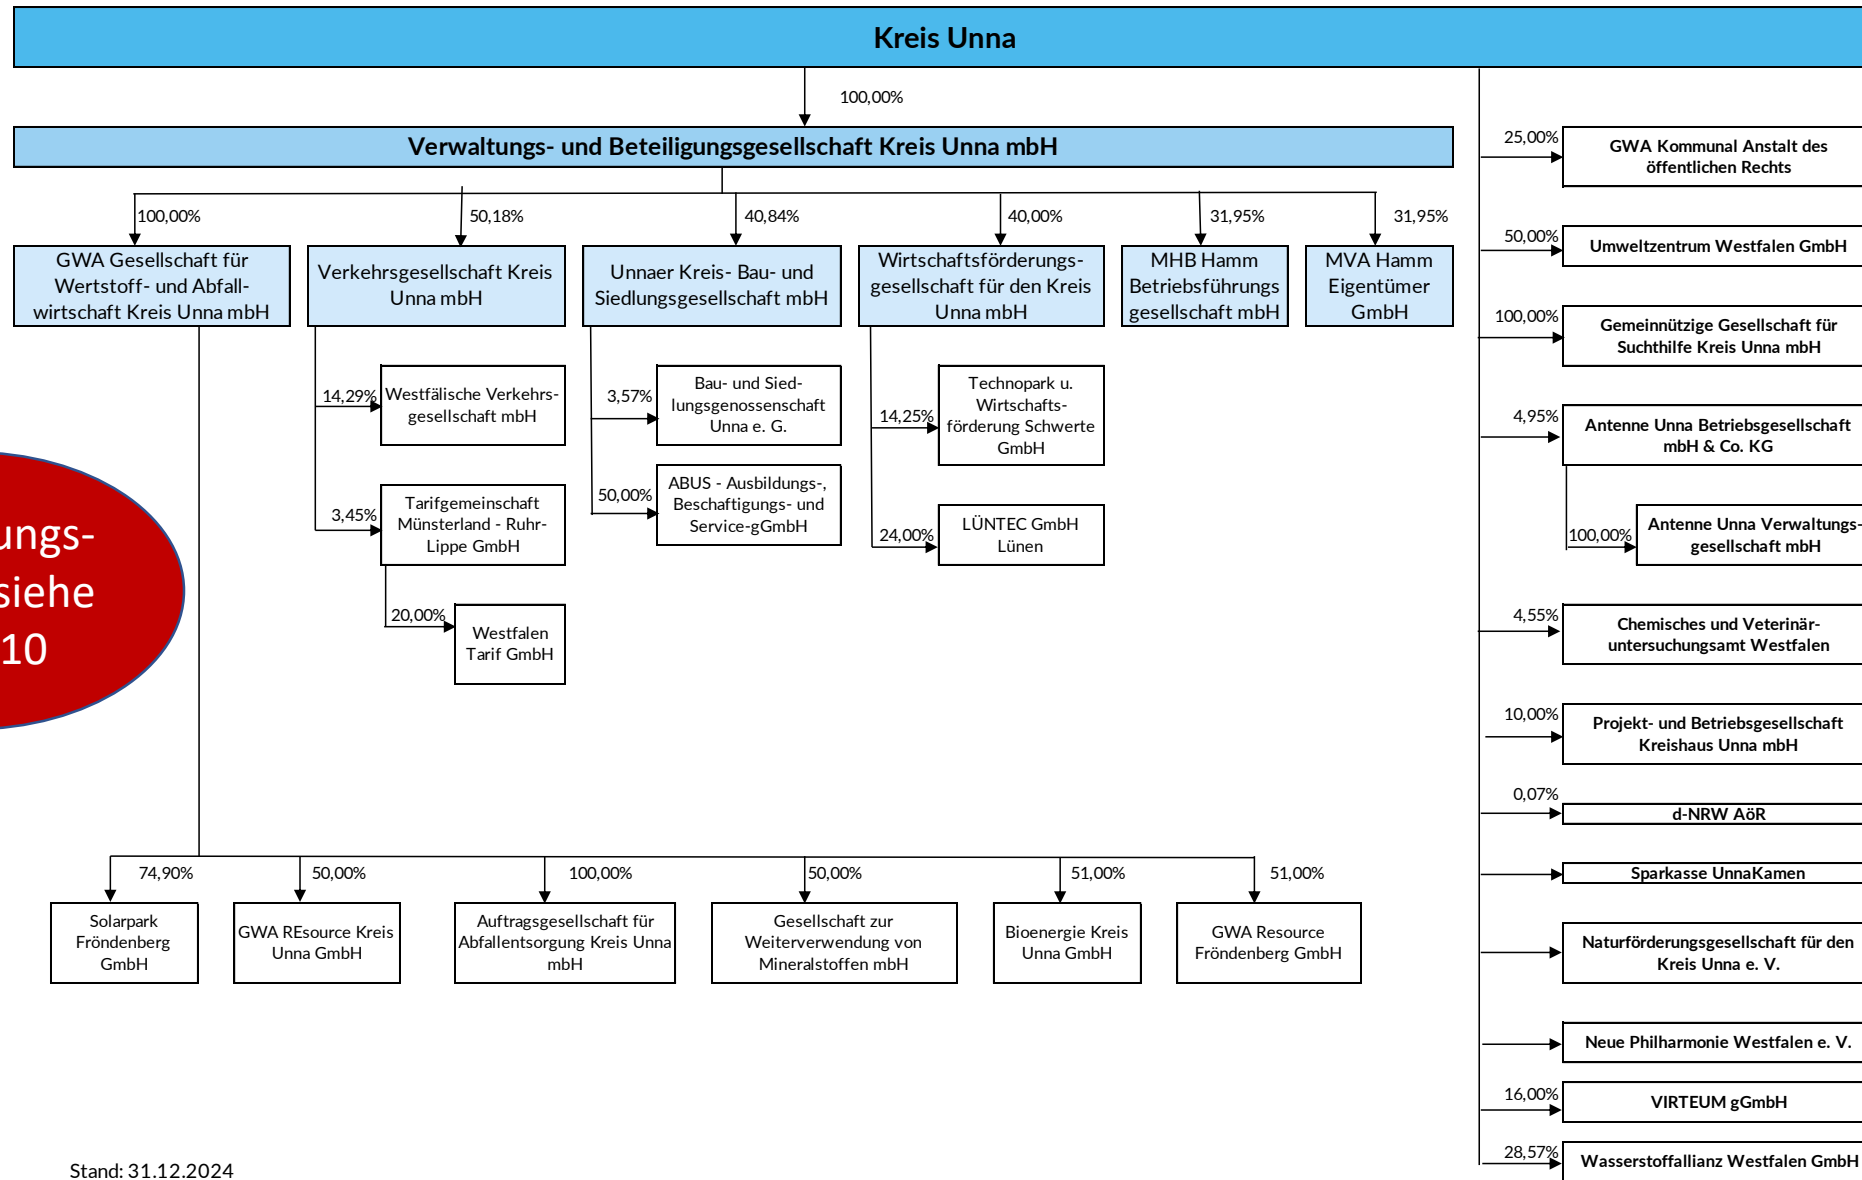 Kreis Unna
100,00%
Verwaltungs- und Beteiligungsgesellschaft Kreis Unna mbH
100,00%
50,18%
40,84%
40,00%
31,95%
31,95%
GWA Gesellschaft für
Wertstoff- und Abfall-
wirtschaft Kreis Unna mbH
Verkehrsgesellschaft Kreis
Unna mbH
Unnaer Kreis- Bau- und
Siedlungsgesellschaft mbH
Wirtschaftsförderungs-
gesellschaft für den Kreis
Unna mbH
MHB Hamm
Betriebsführungs
gesellschaft mbH
MVA Hamm
Eigentümer
GmbH
14,29%
Westfälische Verkehrs-
gesellschaft mbH
3,45%
Tarifgemeinschaft
Münsterland - Ruhr-
Lippe GmbH
20,00%
Westfalen
Tarif GmbH
3,57%
Bau- und Sied-
lungsgenossenschaft
Unna e. G.
50,00%
ABUS - Ausbildungs-,
Beschaftigungs- und
Service-gGmbH
14,25%
Technopark u.
Wirtschafts-
förderung Schwerte
GmbH
24,00%
LÜNTEC GmbH
Lünen
ungs-
siehe
10
74,90%
50,00%
100,00%
50,00%
51,00%
51,00%
Solarpark
Fröndenberg
GmbH
GWA REsource Kreis
Unna GmbH
Auftragsgesellschaft für
Abfallentsorgung Kreis Unna
mbH
Gesellschaft zur
Weiterverwendung von
Mineralstoffen mbH
Bioenergie Kreis
Unna GmbH
GWA Resource
Fröndenberg GmbH
25,00%
GWA Kommunal Anstalt des
öffentlichen Rechts
50,00%
Umweltzentrum Westfalen GmbH
100,00%
Gemeinnützige Gesellschaft für
Suchthilfe Kreis Unna mbH
4,95%
Antenne Unna Betriebsgesellschaft
mbH & Co. KG
100,00%
Antenne Unna Verwaltungs-
gesellschaft mbH
4,55%
Chemisches und Veterinär-
untersuchungsamt Westfalen
10,00%
Projekt- und Betriebsgesellschaft
Kreishaus Unna mbH
0,07%
d-NRW AöR
Sparkasse UnnaKamen
Naturförderungsgesellschaft für den
Kreis Unna e. V.
Neue Philharmonie Westfalen e. V.
16,00%
VIRTEUM gGmbH
28,57%
Wasserstoffallianz Westfalen GmbH
Stand: 31.12.2024